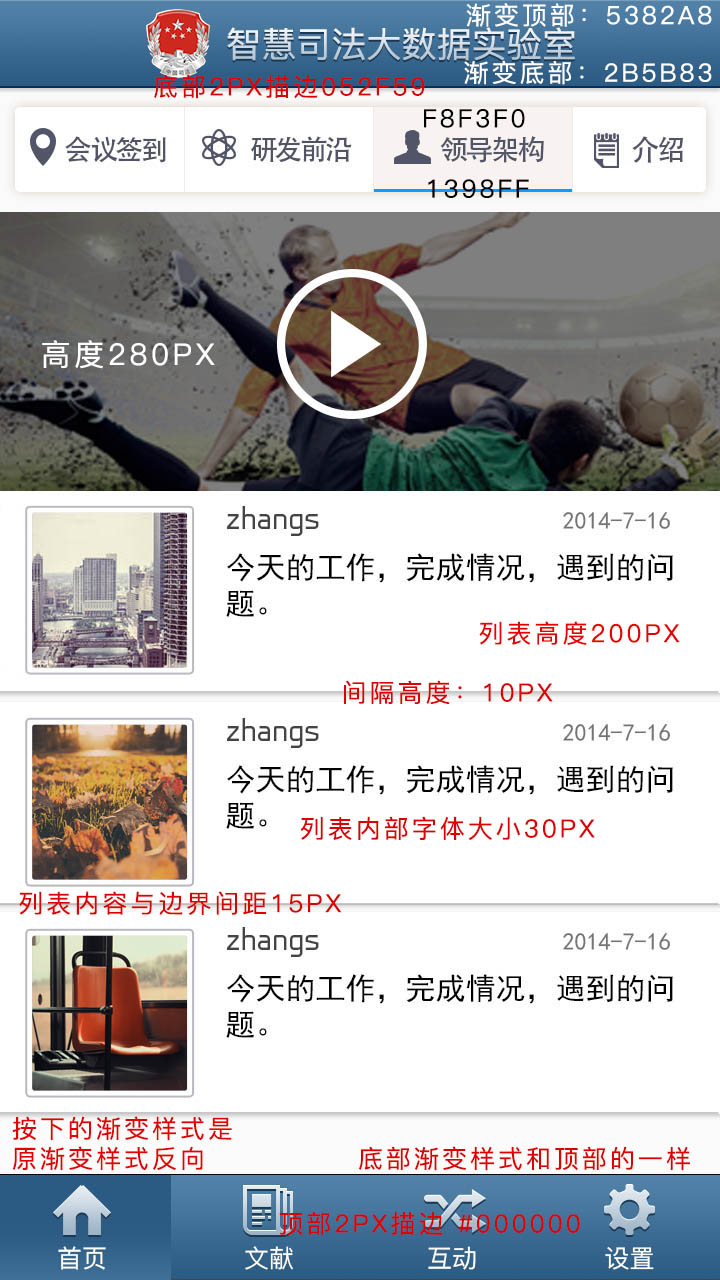 渐变顶部：5382A8
智慧司法大数据实验室
渐变底部：2B5B83
底部2PX描边052F59
F8F3F0
会议签到
研发前沿
领导架构
介绍
1398FF
高度280PX
zhangs
2014-7-16
今天的工作，完成情况，遇到的问
题。
列表高度200PX
间隔高度：10PX
zhangs
2014-7-16
今天的工作，完成情况，遇到的问
题。
列表内部字体大小30PX
列表内容与边界间距15PX
zhangs
2014-7-16
今天的工作，完成情况，遇到的问
题。
按下的渐变样式是
原渐变样式反向
底部渐变样式和顶部的一样
顶部2PX描边 #000000
首页
文献
互动
设置